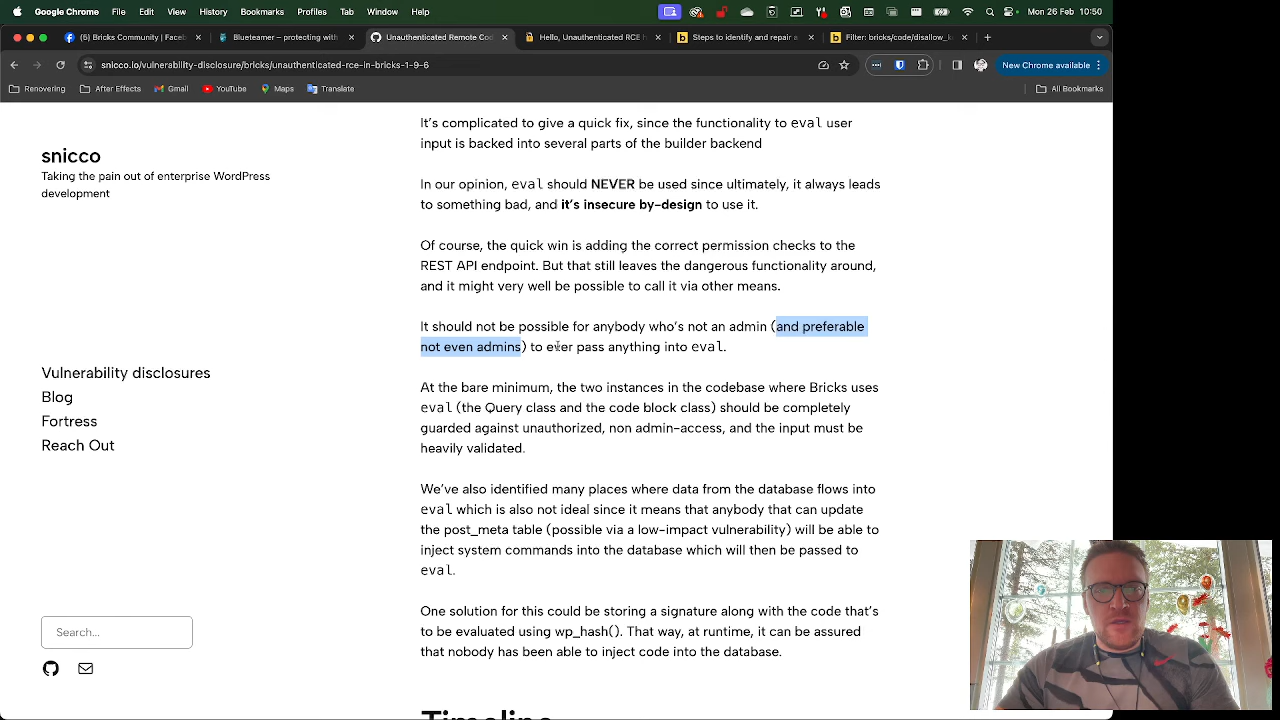 Chrome File Edit View History Bookmarks Profiles Tab Window Help Mon 26 Feb 10:50
(5) Bricks Community | Faceb
Blueteamer – protecting with
Unauthenticated Remote Cod
Hello, Unauthenticated RCE
Steps to identify and repair a
Filter: bricks/code/disallow_k
snicco.io/vulnerability-disclosure/bricks/unauthenticated-rce-in-bricks-1-9-6
New Chrome available
Renovering After Effects Gmail YouTube Maps Translate All Bookmarks
snicco
Taking the pain out of enterprise WordPress
development
Vulnerability disclosures
Blog
Fortress
Reach Out
Search...
It's complicated to give a quick fix, since the functionality to eval user
input is backed into several parts of the builder backend
In our opinion, eval should NEVER be used since ultimately, it always leads
to something bad, and it's insecure by-design to use it.
Of course, the quick win is adding the correct permission checks to the
REST API endpoint. But that still leaves the dangerous functionality around,
and it might very well be possible to call it via other means.
It should not be possible for anybody who's not an admin (and preferable
not even admins) to ever pass anything into eval.
At the bare minimum, the two instances in the codebase where Bricks uses
eval (the Query class and the code block class) should be completely
guarded against unauthorized, non admin-access, and the input must be
heavily validated.
We've also identified many places where data from the database flows into
eval which is also not ideal since it means that anybody that can update
the post_meta table (possible via a low-impact vulnerability) will be able to
inject system commands into the database which will then be passed to
eval.
One solution for this could be storing a signature along with the code that's
to be evaluated using wp_hash(). That way, at runtime, it can be assured
that nobody has been able to inject code into the database.
Timeline